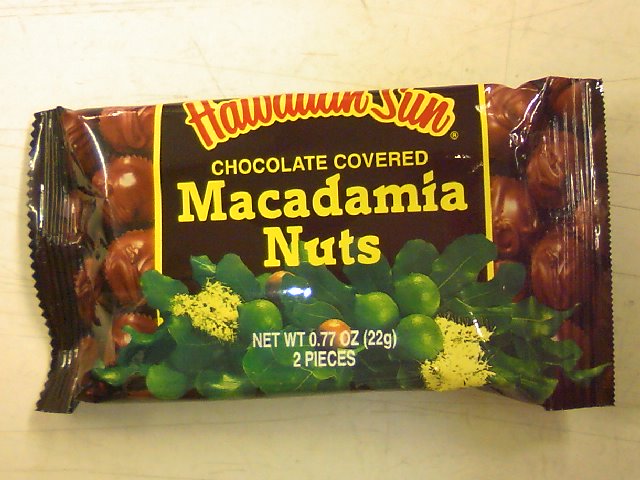 Hawaiian Sun ®
CHOCOLATE COVERED
Macadamia
Nuts
NET WT 0.77 OZ (22g)
2 PIECES